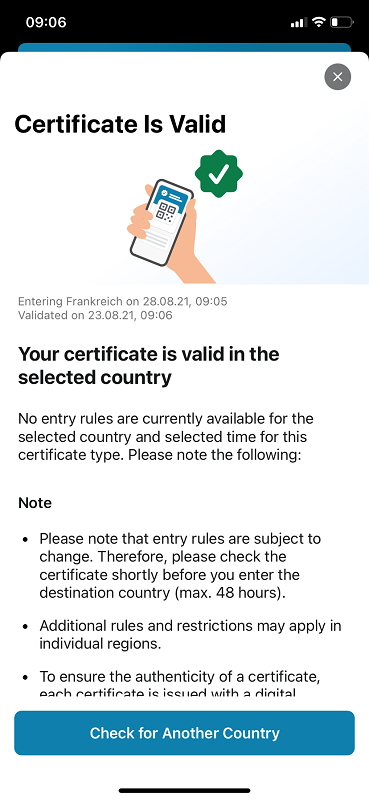 09:06
Certificate Is Valid
Entering Frankreich on 28.08.21, 09:05
Validated on 23.08.21, 09:06
Your certificate is valid in the
selected country
No entry rules are currently available for the
selected country and selected time for this
certificate type. Please note the following:
Note
• Please note that entry rules are subject to
change. Therefore, please check the
certificate shortly before you enter the
destination country (max. 48 hours).
• Additional rules and restrictions may apply in
individual regions.
• To ensure the authenticity of a certificate,
each certificate is issued with a digital
Check for Another Country